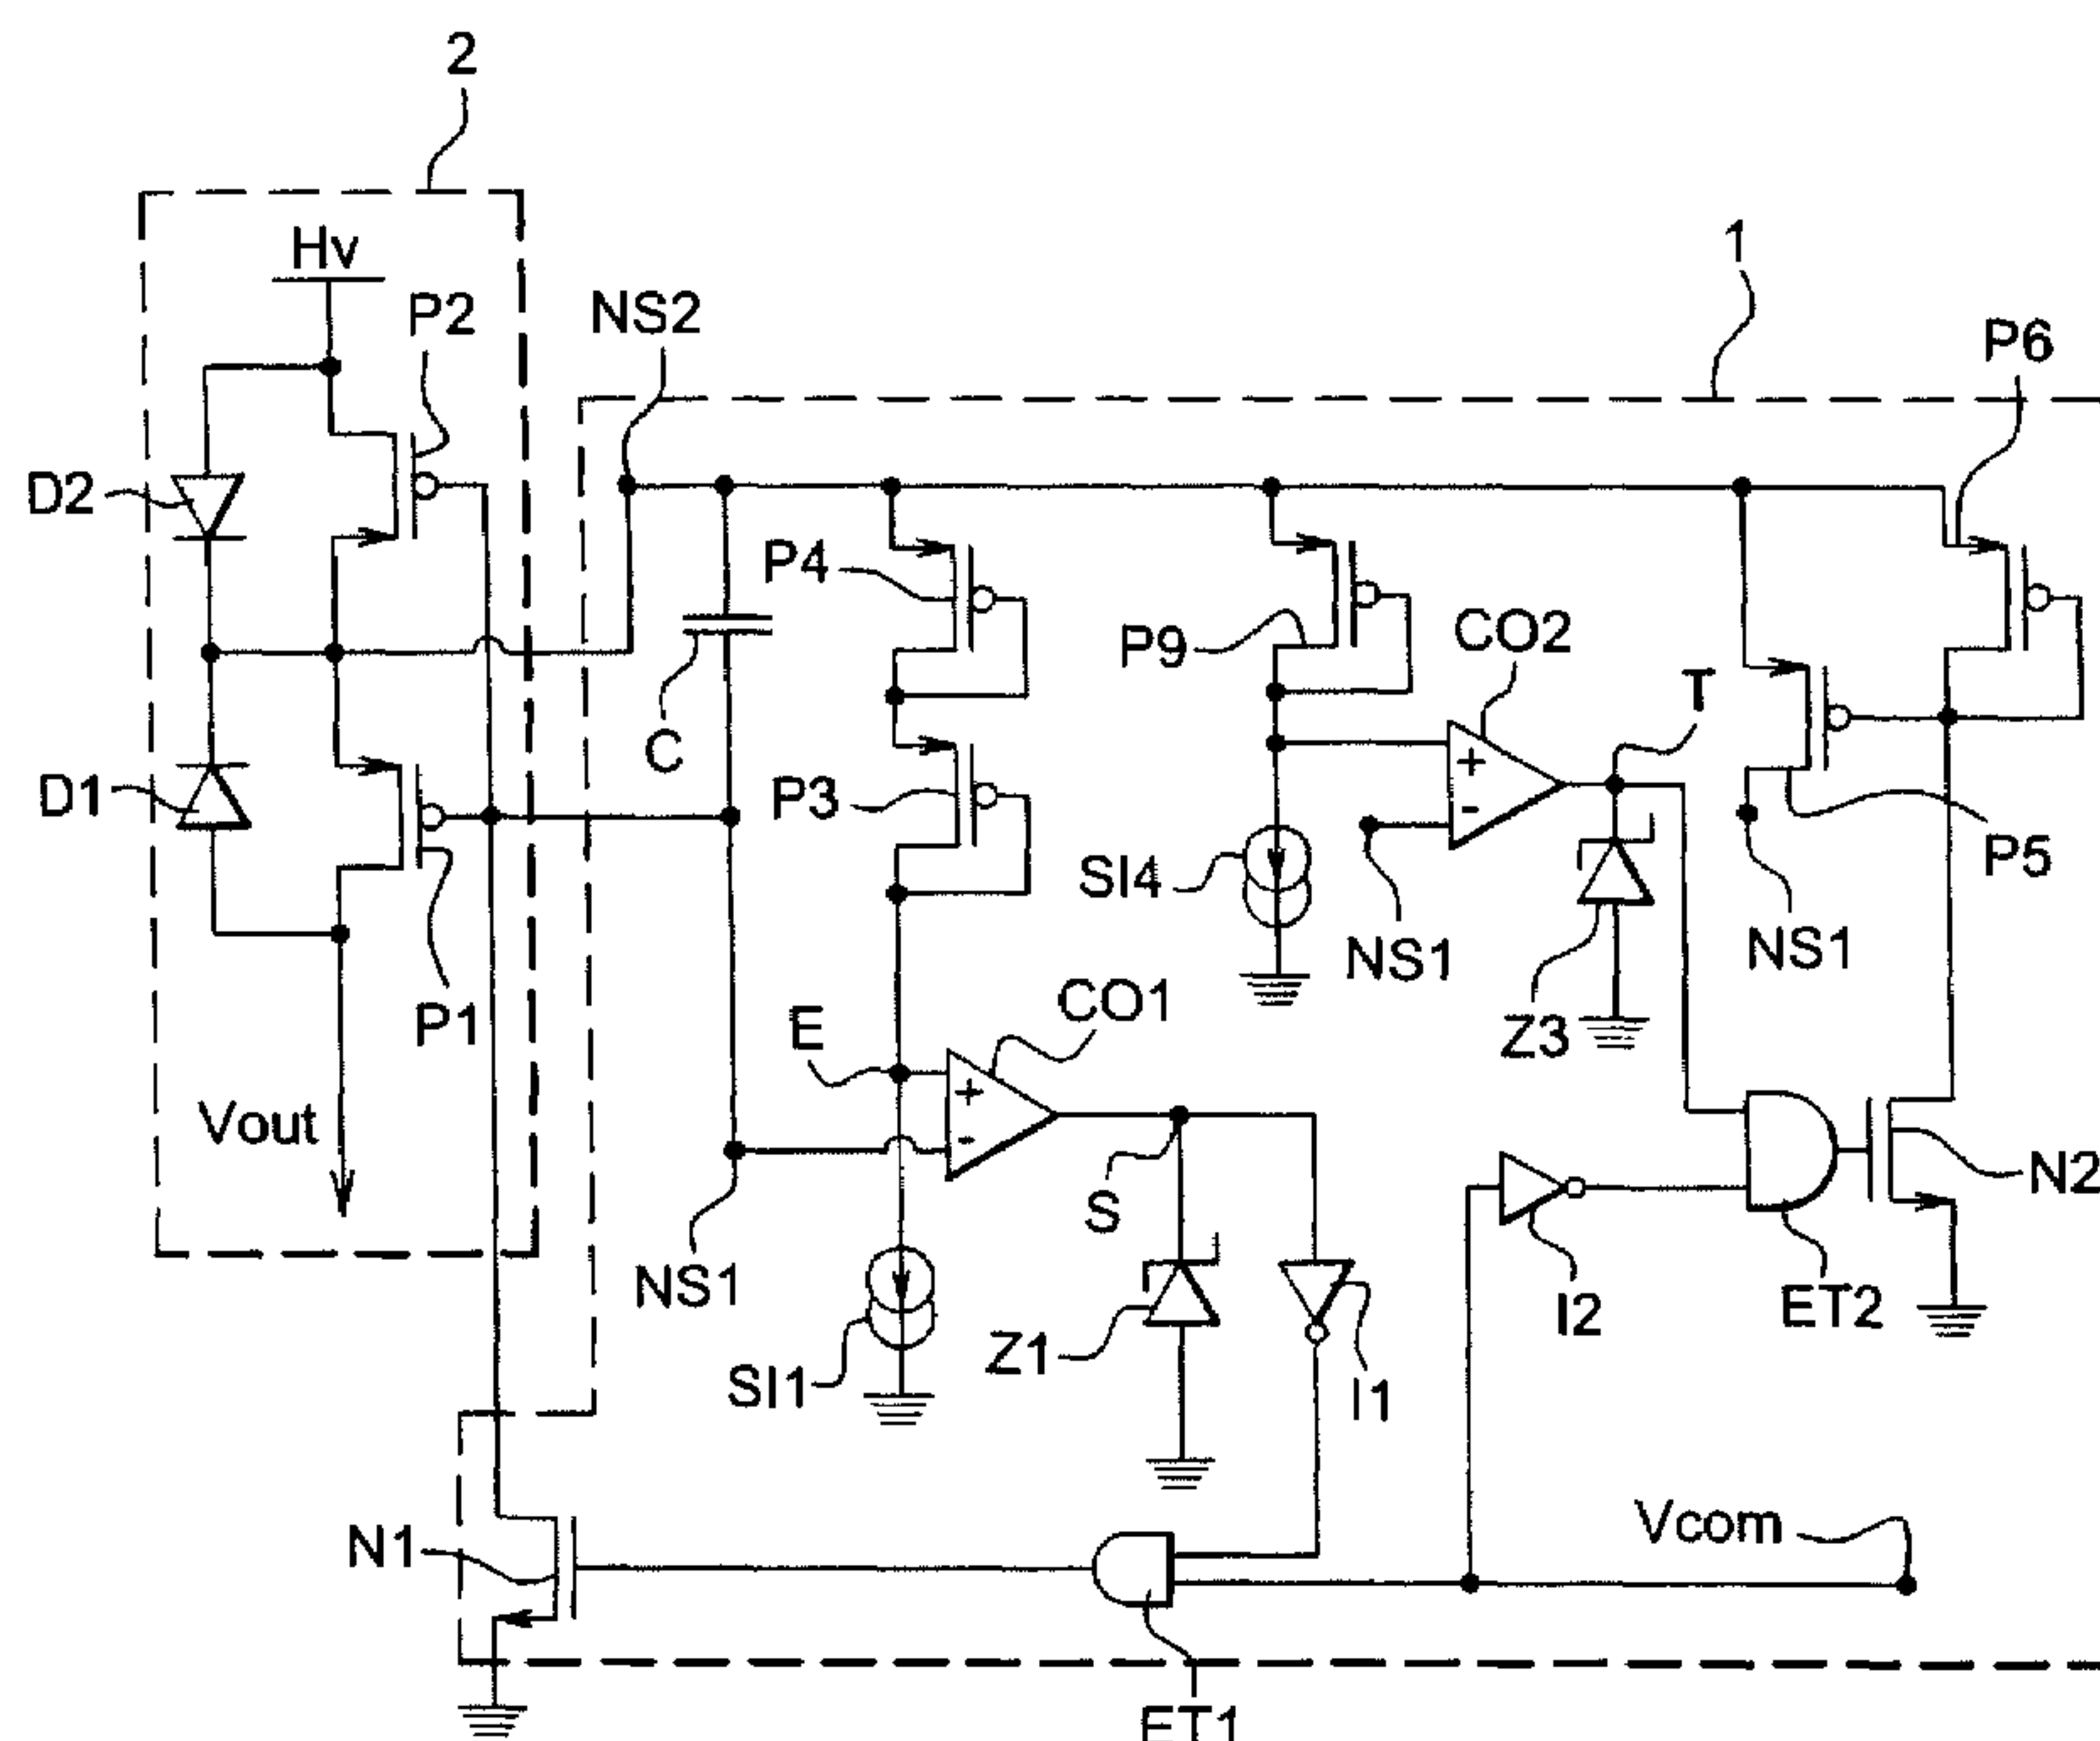 2
Hv
P2
NS2
1
P6
D2
P4
P9
CO2
T
C
D1
P3
P5
SI4
NS1
NS1
P1
E
CO1
Z3
Vout
S
N2
NS1
I2
ET2
Z1
SI1
I1
Vcom
N1
ET1
+
-
+
-